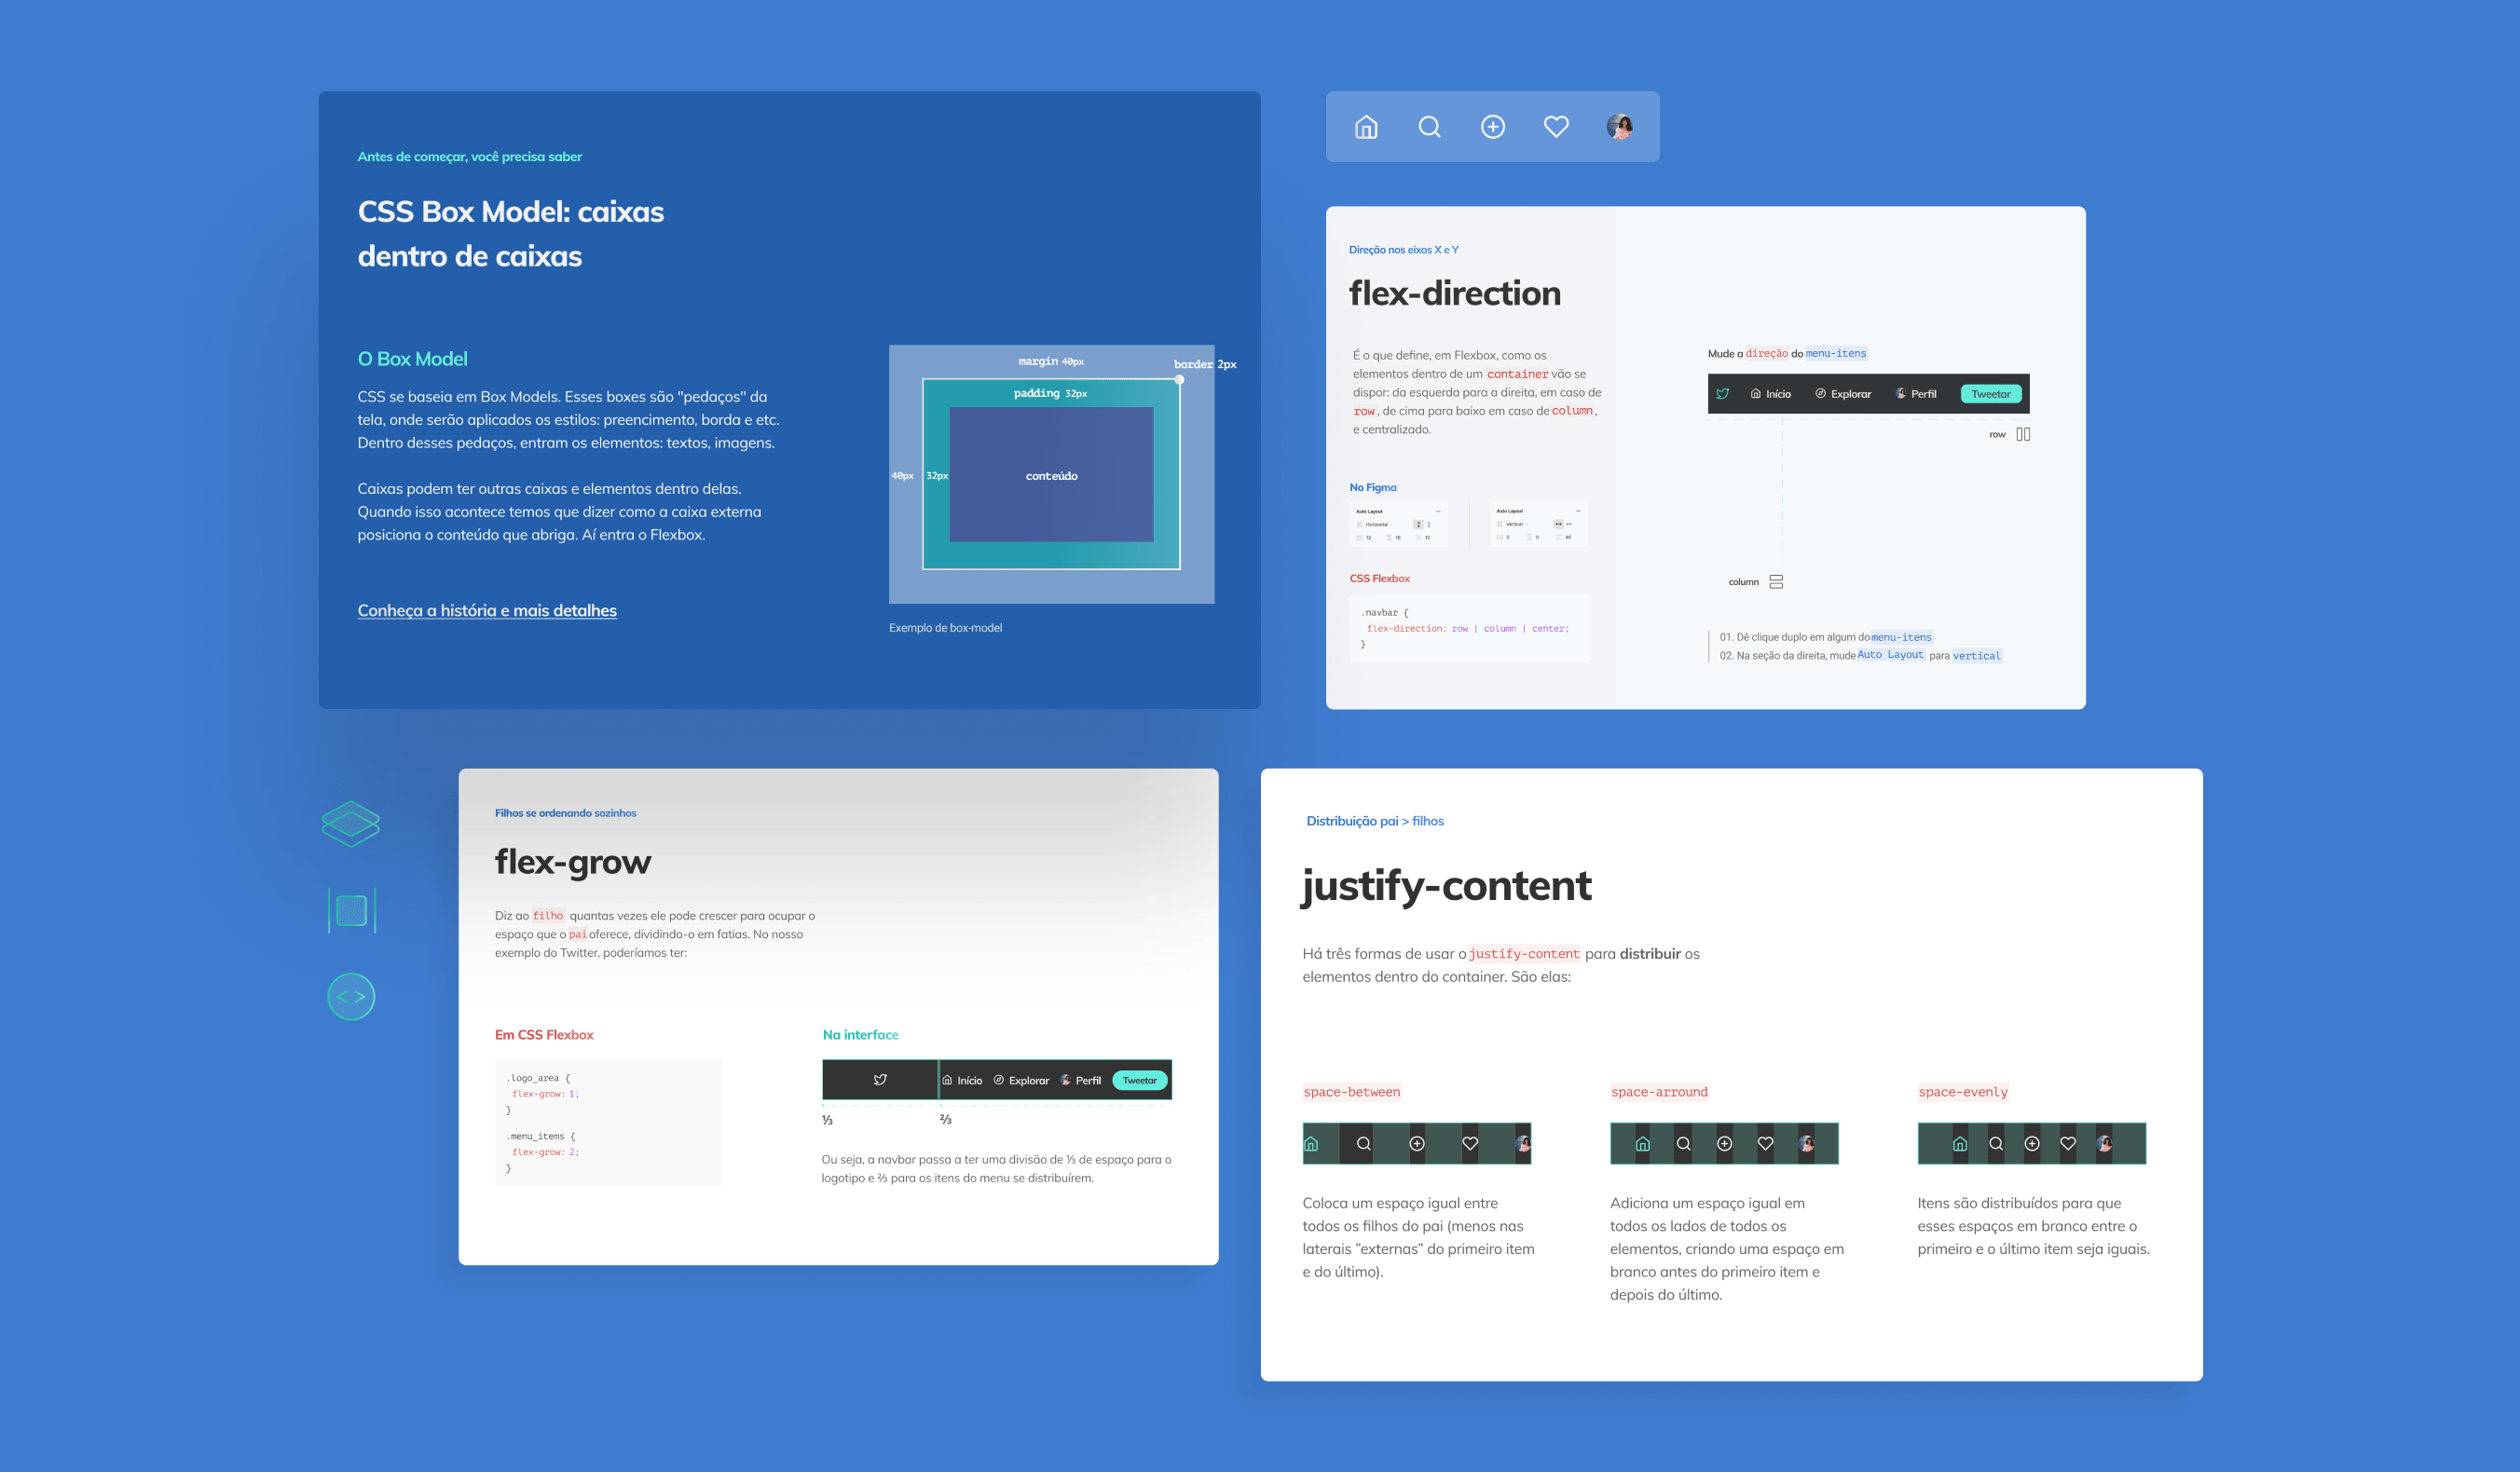 Antes de começar, você precisa saber
CSS Box Model: caixas
dentro de caixas
O Box Model
CSS se baseia em Box Models. Esses boxes são "pedaços" da
tela, onde serão aplicados os estilos: preencimento, borda e etc.
Dentro desses pedaços, entram os elementos: textos, imagens.
Caixas podem ter outras caixas e elementos dentro delas.
Quando isso acontece temos que dizer como a caixa externa
posiciona o conteúdo que abriga. Aí entra o Flexbox.
Conheça a história e mais detalhes
margin 40px
border 2px
padding 32px
40px
32px
conteúdo
Exemplo de box-model
Direção nos eixos X e Y
flex-direction
É o que define, em Flexbox, como os
elementos dentro de um container vão se
dispor: da esquerda para a direita, em caso de
row, de cima para baixo em caso de column,
e centralizado.
No Figma
Auto Layout
Horizontal
12 16 12
Auto Layout
Vertical
0 0 40
CSS Flexbox
.navbar {
flex-direction: row | column | center;
}
Mude a direção do menu-itens
Início Explorar Perfil Tweetar
row
column
01. Dê clique duplo em algum do menu-itens
02. Na seção da direita, mude Auto Layout para vertical
Filhos se ordenando sozinhos
flex-grow
Diz ao filho quantas vezes ele pode crescer para ocupar o
espaço que o pai oferece, dividindo-o em fatias. No nosso
exemplo do Twitter, poderíamos ter:
Em CSS Flexbox
.logo_area {
flex-grow: 1;
}
.menu_items {
flex-grow: 2;
}
Na interface
Início Explorar Perfil Tweetar
⅓ ⅔
Ou seja, a navbar passa a ter uma divisão de ⅓ de espaço para o
logotipo e ⅔ para os itens do menu se distribuírem.
Distribuição pai > filhos
justify-content
Há três formas de usar o justify-content para distribuir os
elementos dentro do container. São elas:
space-between
Coloca um espaço igual entre
todos os filhos do pai (menos nas
laterais ”externas” do primeiro item
e do último).
space-arround
Adiciona um espaço igual em
todos os lados de todos os
elementos, criando uma espaço em
branco antes do primeiro item e
depois do último.
space-evenly
Itens são distribuídos para que
esses espaços em branco entre o
primeiro e o último item seja iguais.